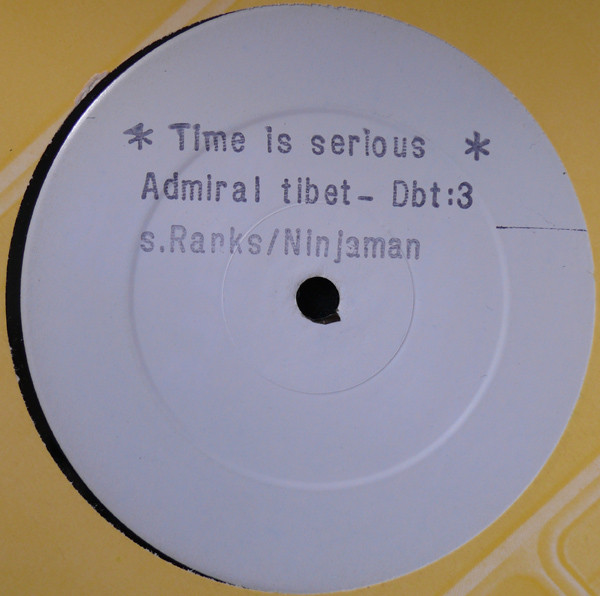 * Time is serious *
Admiral tibet- Dbt:3
s.Ranks/Ninjaman